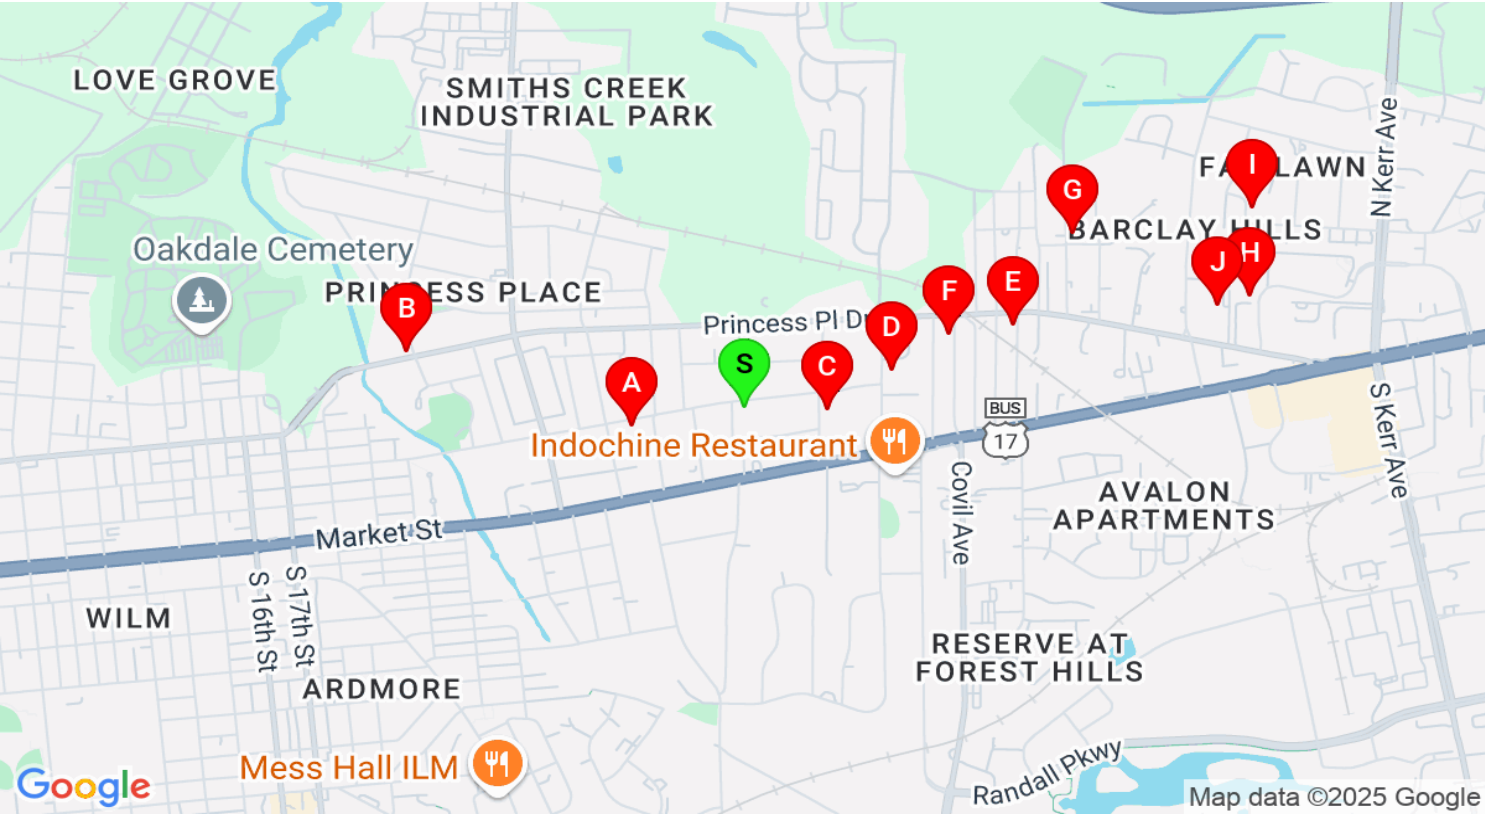 LOVE GROVE
SMITHS CREEK
INDUSTRIAL PARK
N Kerr Ave
I
G
BARCLAY HILLS
Oakdale Cemetery
H
J
PRINCESS PLACE
B
E
F
Princess Pl Dr
D
S
C
A
BUS
17
Indochine Restaurant
S Kerr Ave
Covil Ave
AVALON
APARTMENTS
Market St
S 16th St
S 17th St
WILM
RESERVE AT
FOREST HILLS
ARDMORE
Mess Hall ILM
Randall Pkwy
Google
Map data ©2025 Google